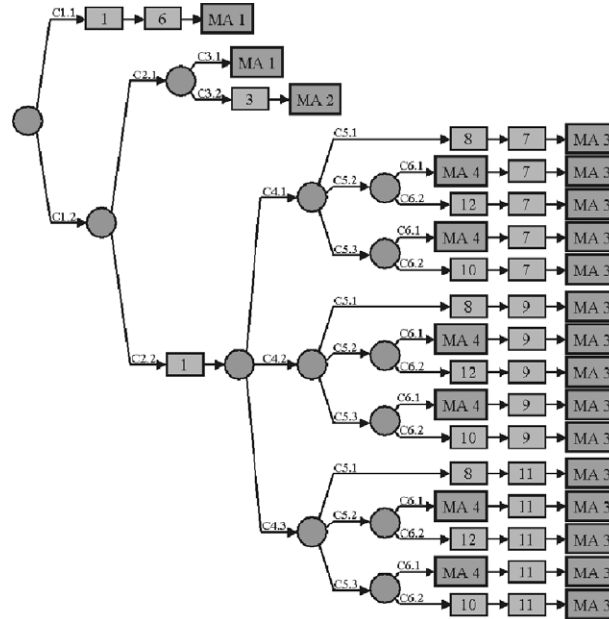 C1.1 1 6 MA 1
C3.1 MA 1
C2.1
C3.2 3 MA 2
C5.1 8 7 MA 3
C6.1 MA 4 7 MA 3
C5.2
C4.1 C6.2 12 7 MA 3
C1.2
C6.1 MA 4 7 MA 3
C5.3
C6.2 10 7 MA 3
C5.1 8 9 MA 3
C6.1 MA 4 9 MA 3
C5.2
C2.2 1 C4.2
C6.2 12 9 MA 3
C6.1 MA 4 9 MA 3
C5.3
C6.2 10 9 MA 3
C5.1 8 11 MA 3
C6.1 MA 4 11 MA 3
C4.3 C5.2
C6.2 12 11 MA 3
C6.1 MA 4 11 MA 3
C5.3
C6.2 10 11 MA 3